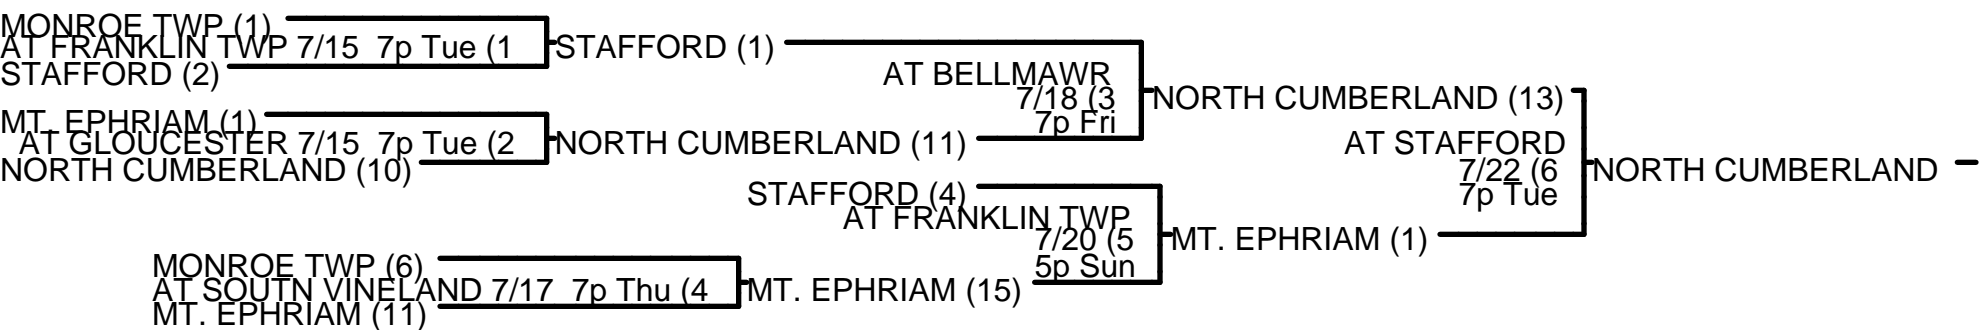 MONROE TWP (1)
AT FRANKLIN TWP 7/15 7p Tue (1
STAFFORD (2)
STAFFORD (1)
MT. EPHRIAM (1)
AT GLOUCESTER 7/15 7p Tue (2
NORTH CUMBERLAND (10)
NORTH CUMBERLAND (11)
AT BELLMAWR
7/18 (3
7p Fri
NORTH CUMBERLAND (13)
STAFFORD (4)
AT FRANKLIN TWP
7/20 (5
5p Sun
MONROE TWP (6)
AT SOUTN VINELAND 7/17 7p Thu (4
MT. EPHRIAM (11)
MT. EPHRIAM (15)
MT. EPHRIAM (1)
AT STAFFORD
7/22 (6
7p Tue
NORTH CUMBERLAND